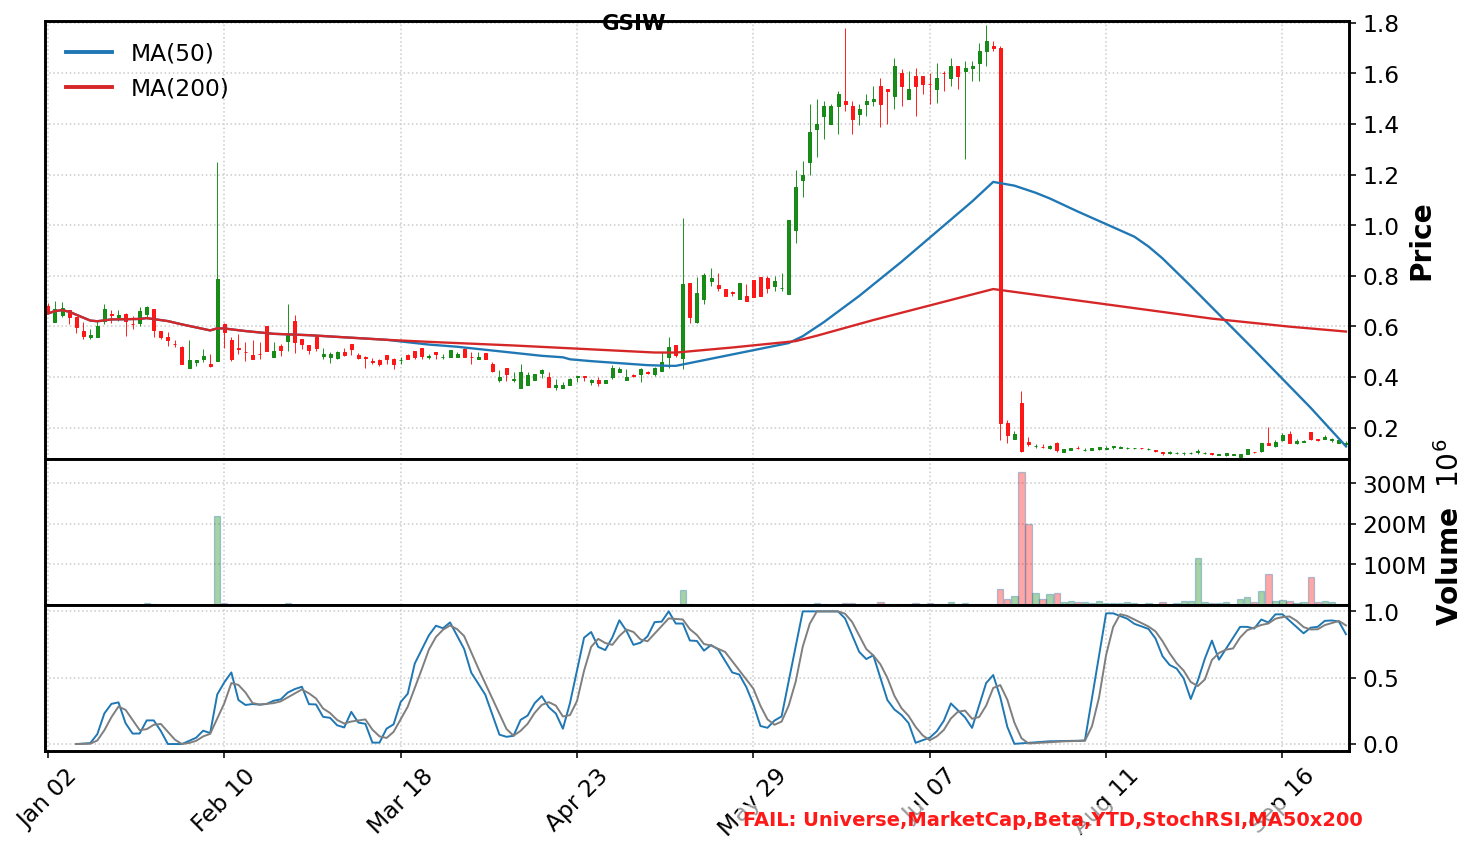 GSIW
MA(50)
MA(200)
1.8
1.6
1.4
1.2
1.0
0.8
0.6
0.4
0.2
Price
300M
200M
100M
Volume 10^6
1.0
0.5
0.0
Jan 02
Feb 10
Mar 18
Apr 23
May 29
Jul 07
Aug 11
Sep 16
FAIL: Universe,MarketCap,Beta,YTD,StochRSI,MA50x200